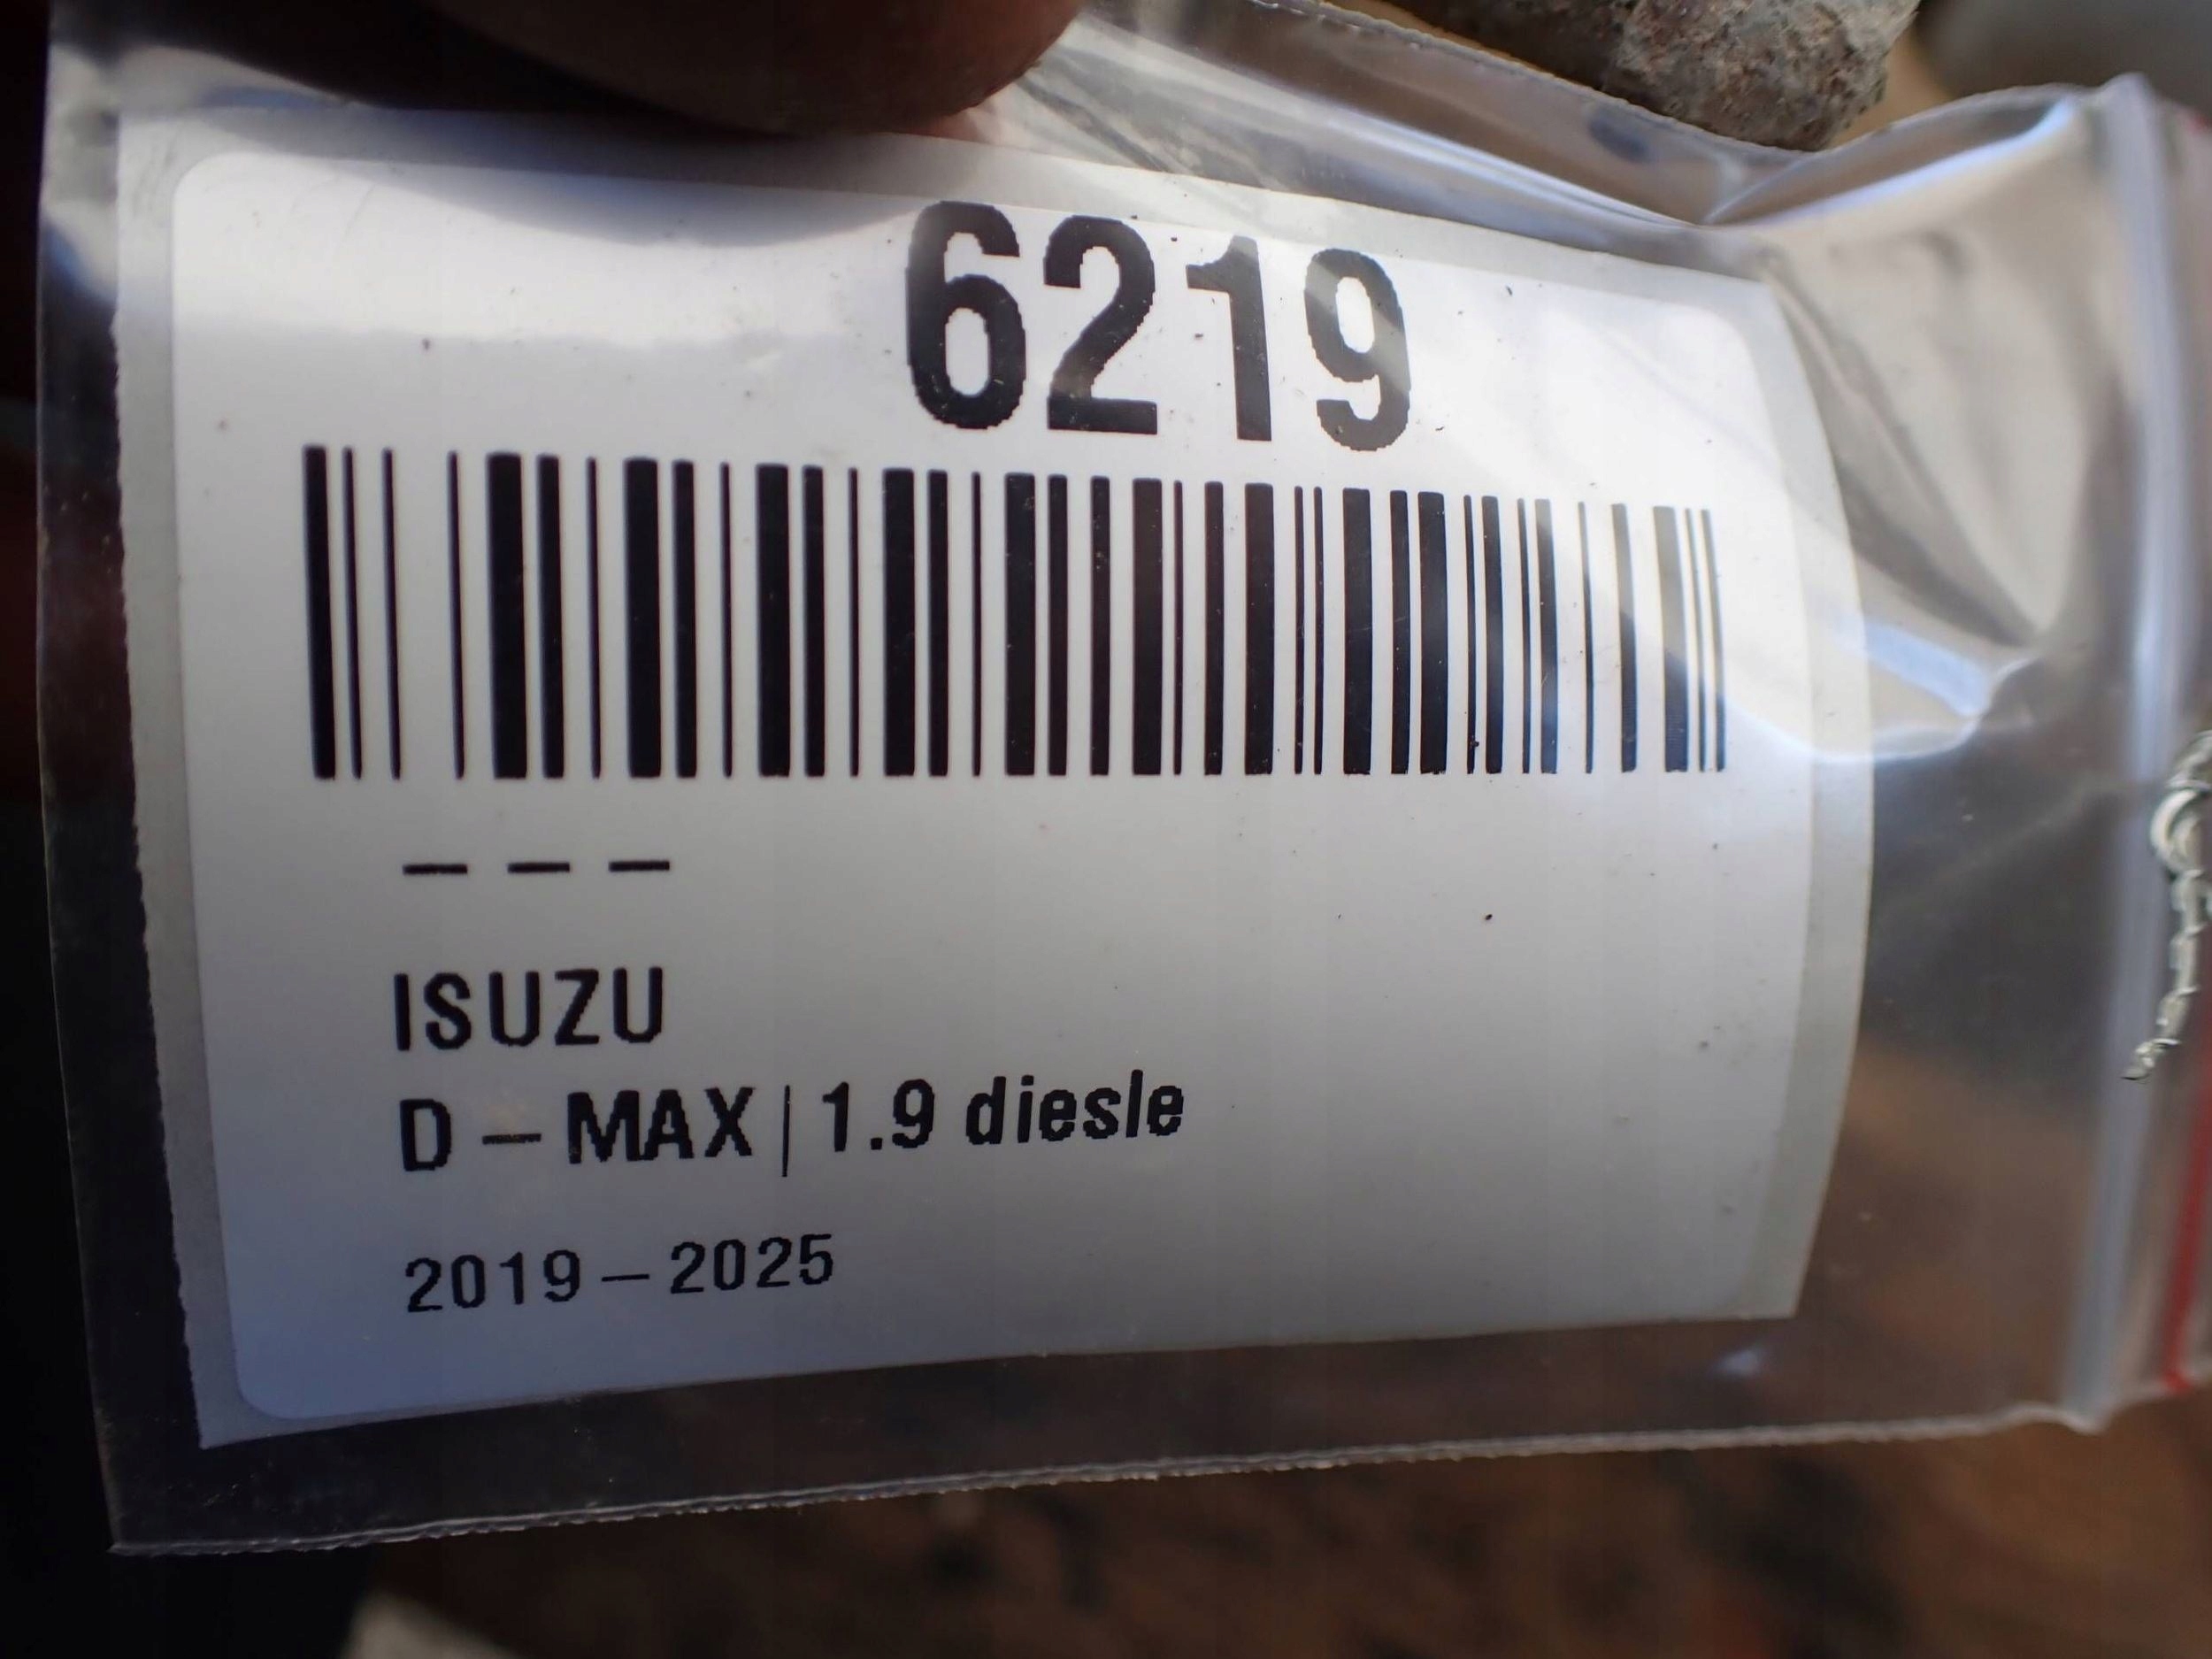 6219
– – –
ISUZU
D – MAX | 1.9 diesle
2019 – 2025